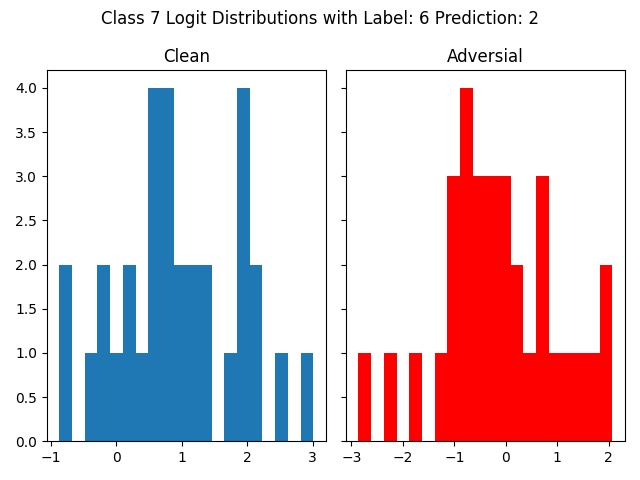 Class 7 Logit Distributions with Label: 6 Prediction: 2
Clean
Adversial
4.0
3.5
3.0
2.5
2.0
1.5
1.0
0.5
0.0
−1 0 1 2 3
−3 −2 −1 0 1 2